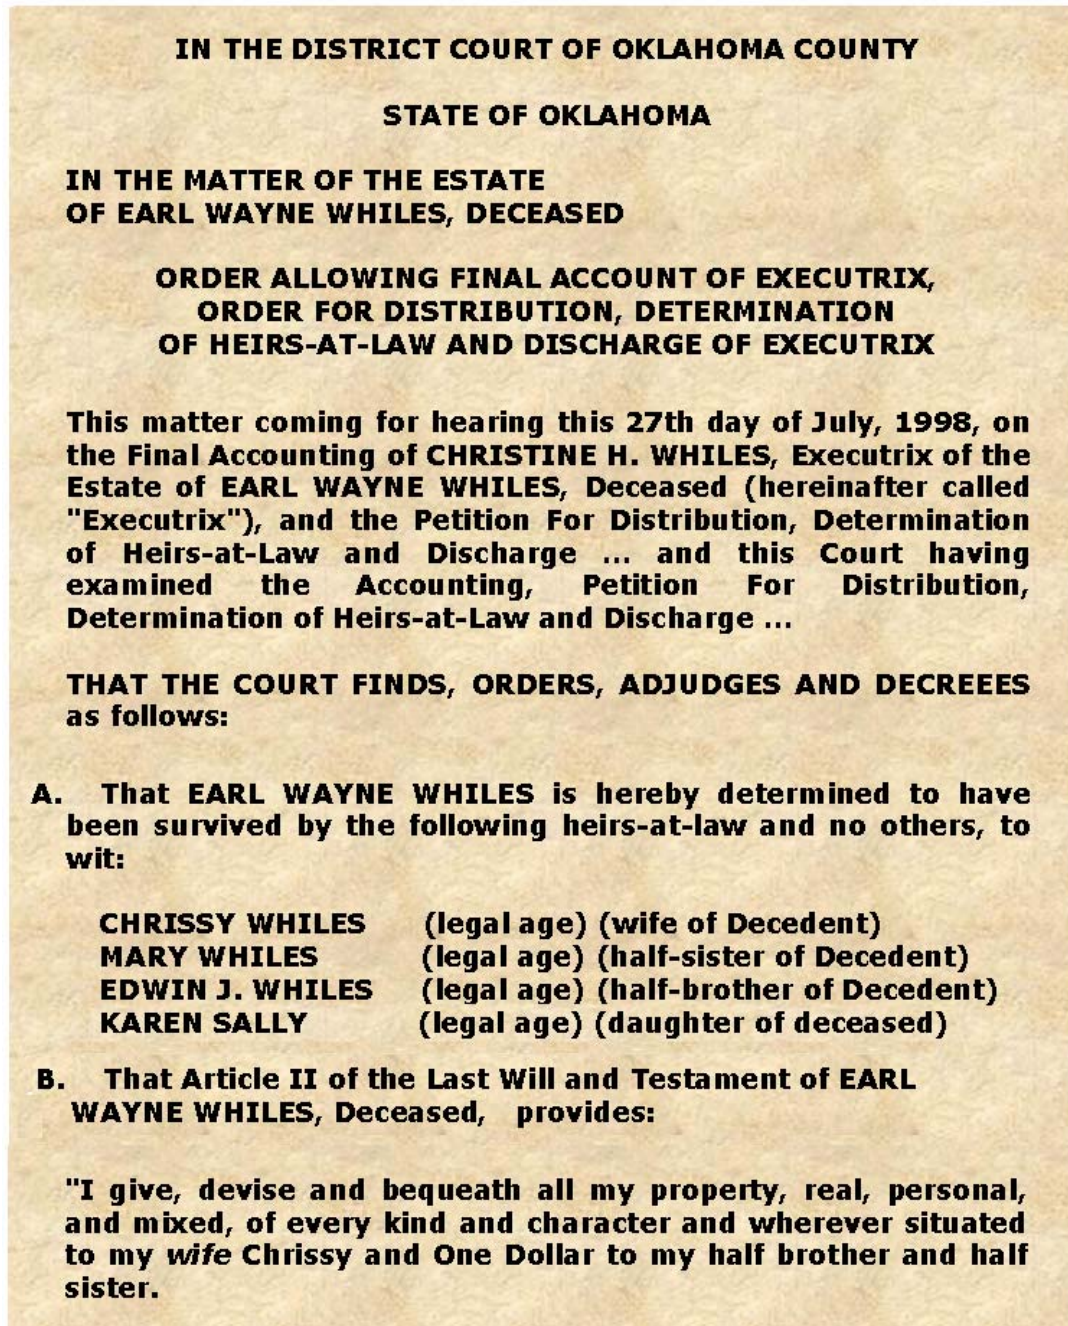 IN THE DISTRICT COURT OF OKLAHOMA COUNTY
STATE OF OKLAHOMA
IN THE MATTER OF THE ESTATE
OF EARL WAYNE WHILES, DECEASED
ORDER ALLOWING FINAL ACCOUNT OF EXECUTRIX,
ORDER FOR DISTRIBUTION, DETERMINATION
OF HEIRS-AT-LAW AND DISCHARGE OF EXECUTRIX
This matter coming for hearing this 27th day of July, 1998, on
the Final Accounting of CHRISTINE H. WHILES, Executrix of the
Estate of EARL WAYNE WHILES, Deceased (hereinafter called
"Executrix"), and the Petition For Distribution, Determination
of Heirs-at-Law and Discharge ... and this Court having
examined the Accounting, Petition For Distribution,
Determination of Heirs-at-Law and Discharge ...
THAT THE COURT FINDS, ORDERS, ADJUDGES AND DECREEES
as follows:
A. That EARL WAYNE WHILES is hereby determined to have
been survived by the following heirs-at-law and no others, to
wit:
CHRISSY WHILES (legal age) (wife of Decedent)
MARY WHILES (legal age) (half-sister of Decedent)
EDWIN J. WHILES (legal age) (half-brother of Decedent)
KAREN SALLY (legal age) (daughter of deceased)
B. That Article II of the Last Will and Testament of EARL
WAYNE WHILES, Deceased, provides:
"I give, devise and bequeath all my property, real, personal,
and mixed, of every kind and character and wherever situated
to my wife Chrissy and One Dollar to my half brother and half
sister.